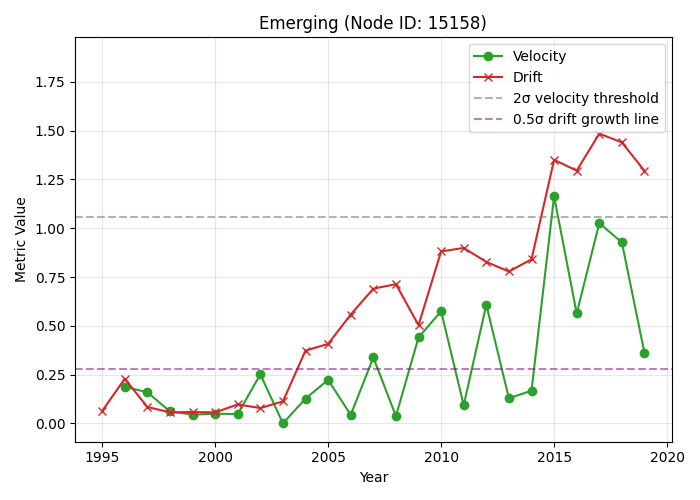 Emerging (Node ID: 15158)
Velocity
Drift
2σ velocity threshold
0.5σ drift growth line
Metric Value
1.75
1.50
1.25
1.00
0.75
0.50
0.25
0.00
1995
2000
2005
2010
2015
2020
Year